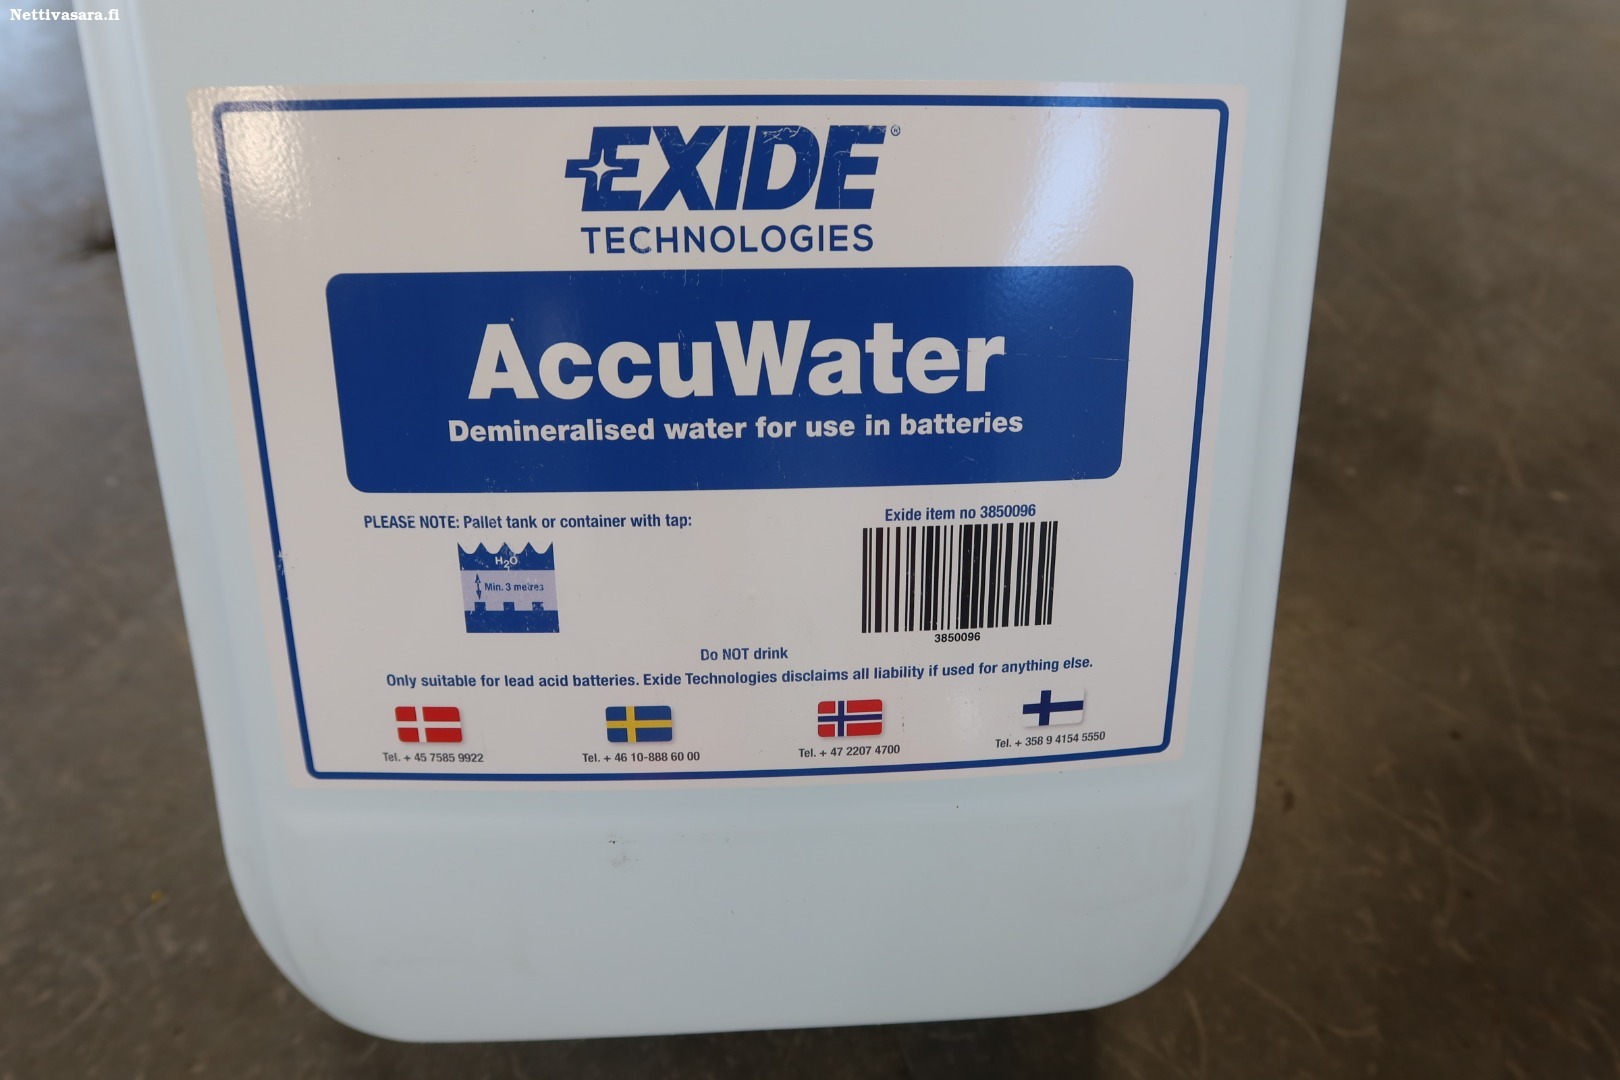 Nettivasara.fi
EXIDE®
TECHNOLOGIES
AccuWater
Demineralised water for use in batteries
PLEASE NOTE: Pallet tank or container with tap:
H₂O
Min. 3 metres
Exide item no 3850096
3850096
Do NOT drink
Only suitable for lead acid batteries. Exide Technologies disclaims all liability if used for anything else.
Tel. + 45 7585 9922
Tel. + 46 10-888 60 00
Tel. + 47 2207 4700
Tel. + 358 9 4154 5550